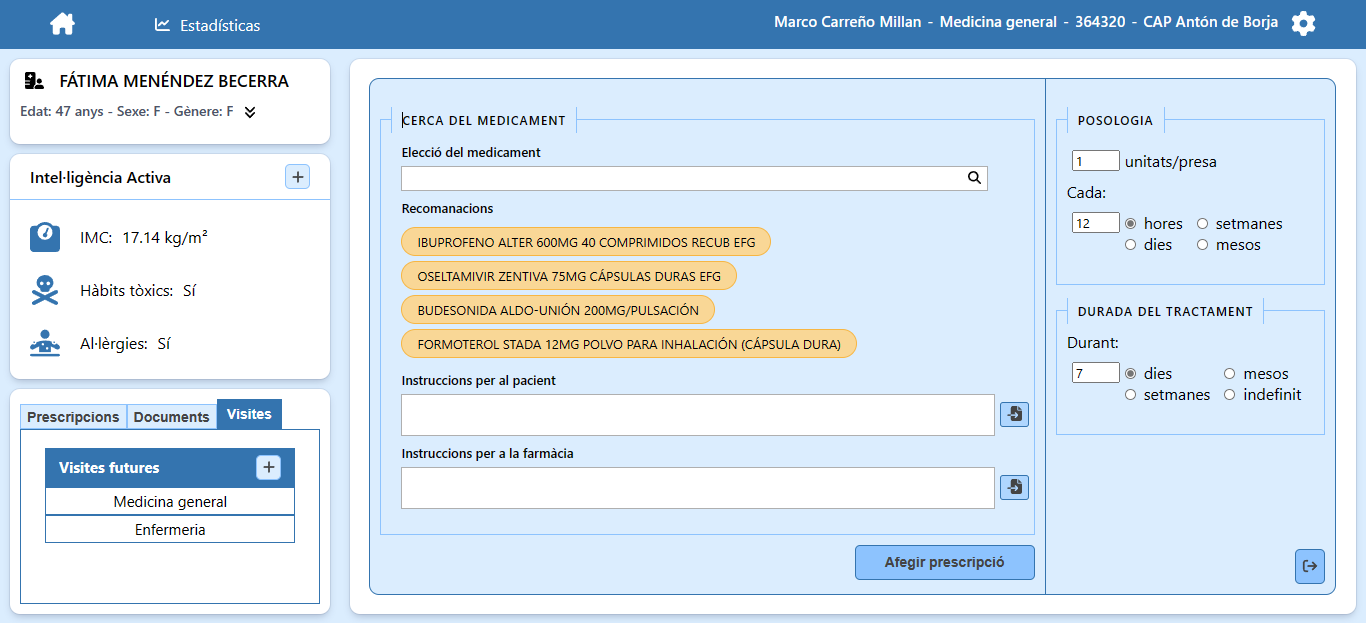 Estadísticas
Marco Carreño Millan - Medicina general - 364320 - CAP Antón de Borja
FÁTIMA MENÉNDEZ BECERRA
Edat: 47 anys - Sexe: F - Gènere: F
Intel·ligència Activa
IMC: 17.14 kg/m²
Hàbits tòxics: Sí
Al·lèrgies: Sí
Prescripcions Documents Visites
Visites futures
Medicina general
Enfermeria
CERCA DEL MEDICAMENT
Elecció del medicament
Recomanacions
IBUPROFENO ALTER 600MG 40 COMPRIMIDOS RECUB EFG
OSELTAMIVIR ZENTIVA 75MG CÁPSULAS DURAS EFG
BUDESONIDA ALDO-UNIÓN 200MG/PULSACIÓN
FORMOTEROL STADA 12MG POLVO PARA INHALACIÓN (CÁPSULA DURA)
Instruccions per al pacient
Instruccions per a la farmàcia
Afegir prescripció
POSOLOGIA
1 unitats/presa
Cada:
12 hores setmanes
dies mesos
DURADA DEL TRACTAMENT
Durant:
7 dies mesos
setmanes indefinit